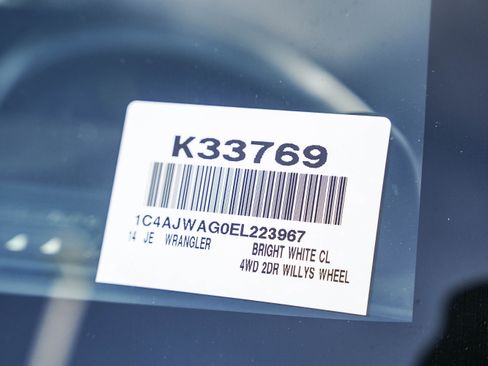 K33769
1C4AJWAG0EL223967
14 JE WRANGLER
BRIGHT WHITE CL
4WD 2DR WILLYS WHEEL